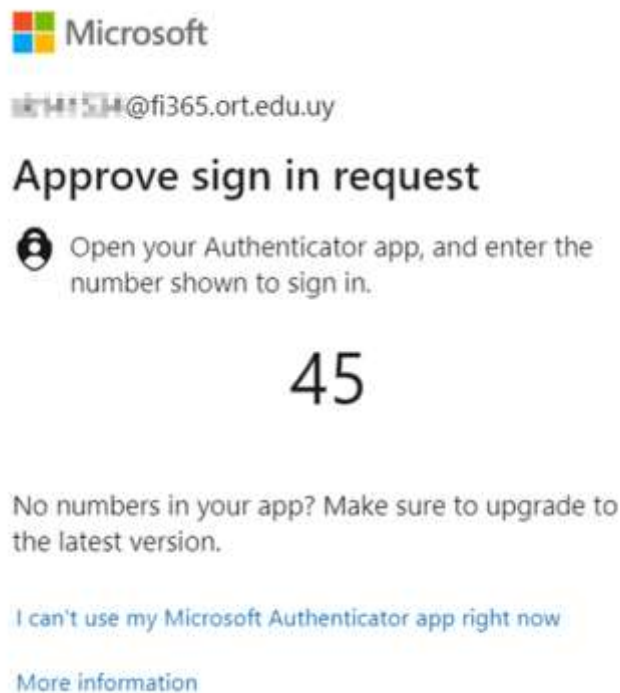 Microsoft
@fi365.ort.edu.uy
Approve sign in request
Open your Authenticator app, and enter the
number shown to sign in.
45
No numbers in your app? Make sure to upgrade to
the latest version.
I can't use my Microsoft Authenticator app right now
More information